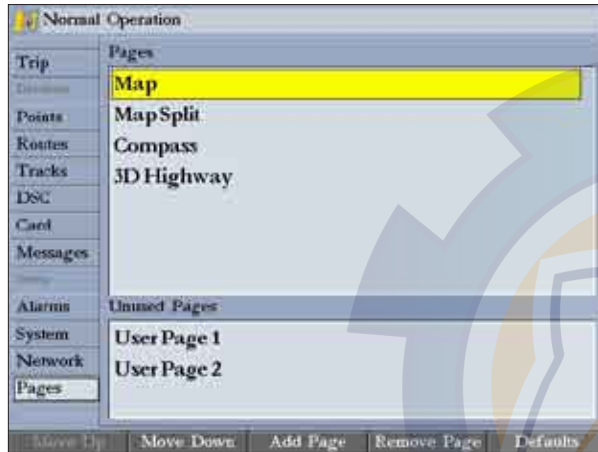 Normal Operation
Trip
Points
Routes
Tracks
DSC
Card
Messages
Alarms
System
Network
Pages
Pages
Map
Map Split
Compass
3D Highway
Unused Pages
User Page 1
User Page 2
Move Up
Move Down
Add Page
Remove Page
Defaults